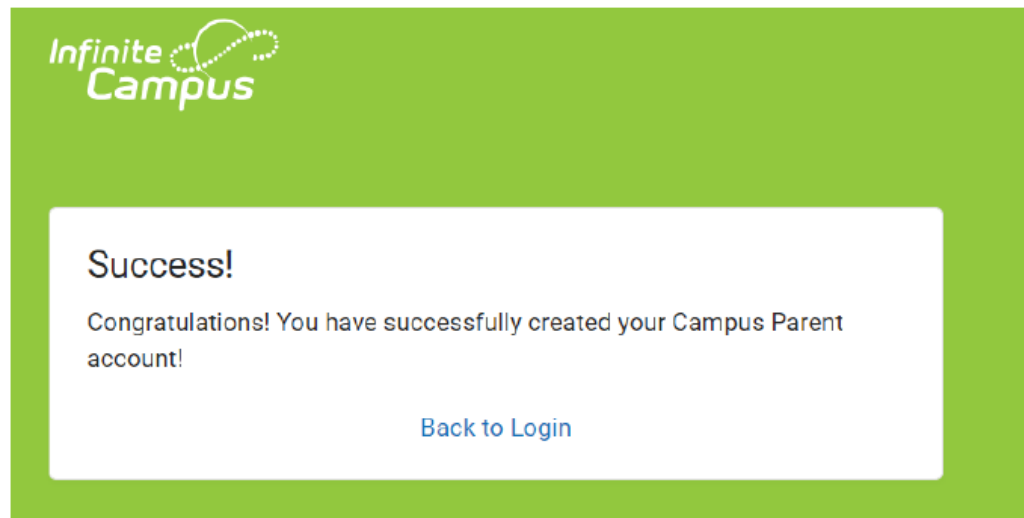 Infinite
Campus
Success!
Congratulations! You have successfully created your Campus Parent
account!
Back to Login